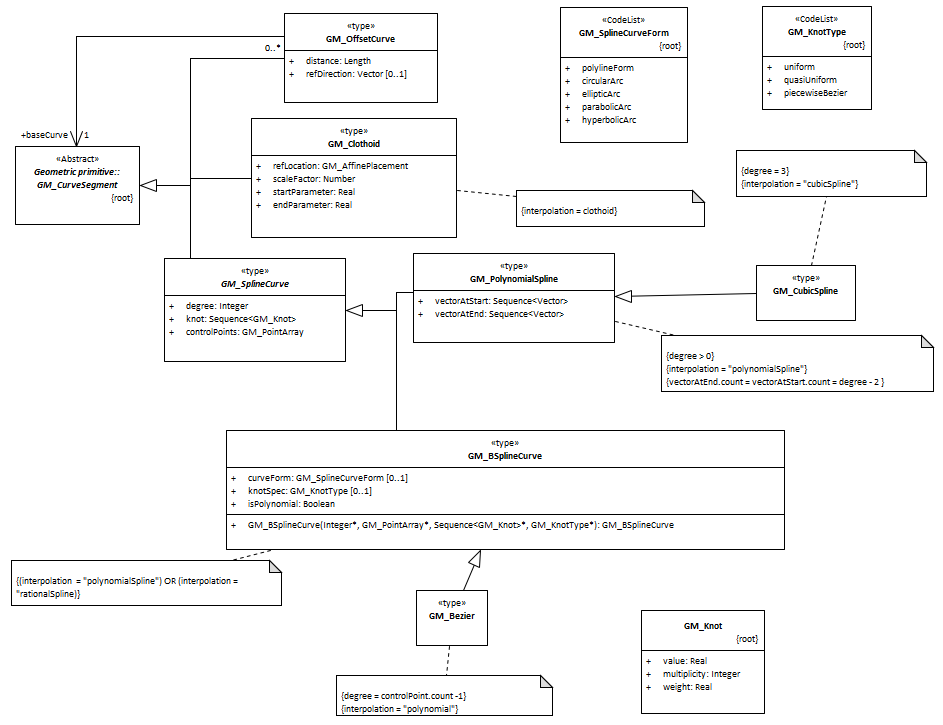 «type»
GM_OffsetCurve
+ distance: Length
+ refDirection: Vector [0..1]
0..*
+baseCurve
1
«CodeList»
GM_SplineCurveForm
{root}
+ polylineForm
+ circularArc
+ ellipticArc
+ parabolicArc
+ hyperbolicArc
«CodeList»
GM_KnotType
{root}
+ uniform
+ quasiUniform
+ piecewiseBezier
«Abstract»
Geometric primitive::
GM_CurveSegment
{root}
«type»
GM_Clothoid
+ refLocation: GM_AffinePlacement
+ scaleFactor: Number
+ startParameter: Real
+ endParameter: Real
{interpolation = clothoid}
{degree = 3}
{interpolation = "cubicSpline"}
«type»
GM_SplineCurve
+ degree: Integer
+ knot: Sequence<GM_Knot>
+ controlPoints: GM_PointArray
«type»
GM_PolynomialSpline
+ vectorAtStart: Sequence<Vector>
+ vectorAtEnd: Sequence<Vector>
«type»
GM_CubicSpline
{degree > 0}
{interpolation = "polynomialSpline"}
{vectorAtEnd.count = vectorAtStart.count = degree - 2 }
«type»
GM_BSplineCurve
+ curveForm: GM_SplineCurveForm [0..1]
+ knotSpec: GM_KnotType [0..1]
+ isPolynomial: Boolean
+ GM_BSplineCurve(Integer*, GM_PointArray*, Sequence<GM_Knot>*, GM_KnotType*): GM_BSplineCurve
{(interpolation = "polynomialSpline") OR (interpolation =
"rationalSpline)}
«type»
GM_Bezier
{degree = controlPoint.count -1}
{interpolation = "polynomial"}
GM_Knot
{root}
+ value: Real
+ multiplicity: Integer
+ weight: Real